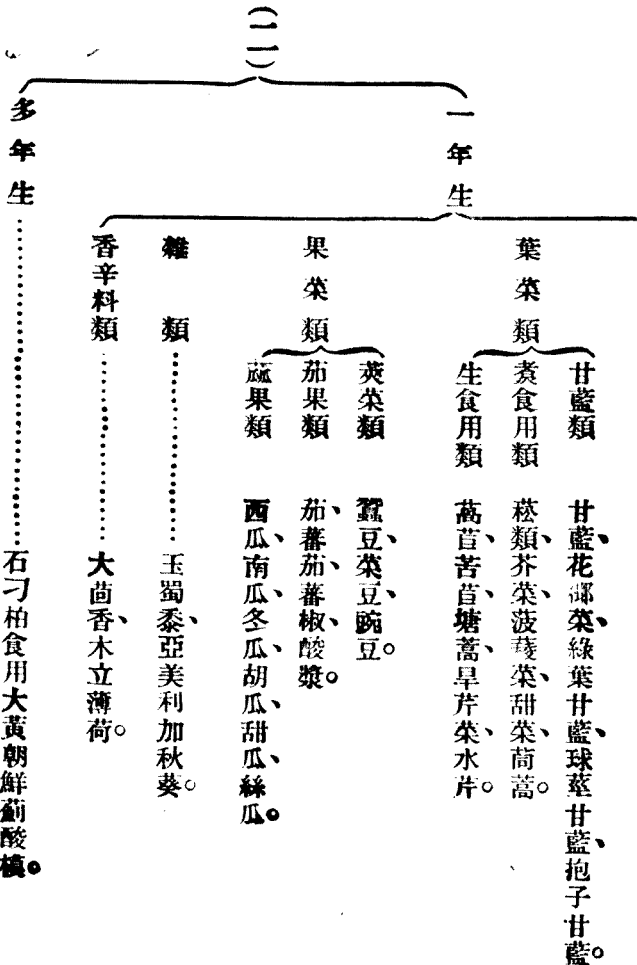 (二)
一年生
葉菜類
甘藍類
甘藍、花椰菜、綠葉甘藍、球莖甘藍、抱子甘藍。
煮食用類
菘類、芥菜、菠薐菜、甜菜、茼蒿。
生食用類
萵苣、苦苣、塘蒿、旱芹菜、水芹。
果菜類
莢菜類
蠶豆、菜豆、豌豆。
茄果類
茄、蕃茄、蕃椒、酸漿。
蓏果類
西瓜、南瓜、冬瓜、胡瓜、甜瓜、絲瓜。
雜類
玉蜀黍、亞美利加秋葵。
香辛料類
大茴香、木立薄荷。
多年生
石刁柏食用大黃朝鮮薊酸模。